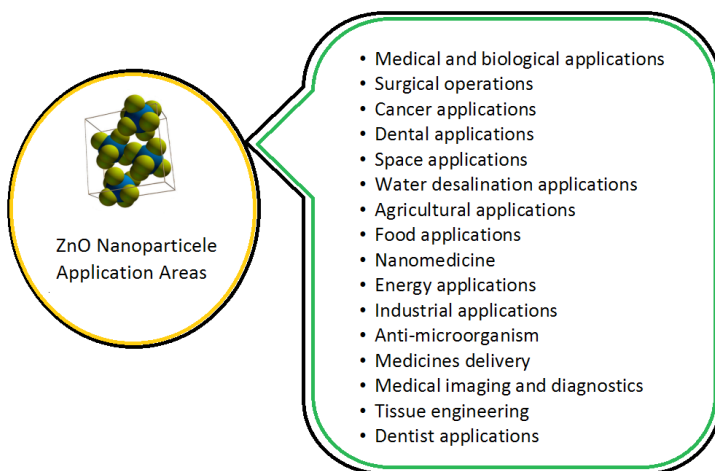 ZnO Nanoparticele
Application Areas
• Medical and biological applications
• Surgical operations
• Cancer applications
• Dental applications
• Space applications
• Water desalination applications
• Agricultural applications
• Food applications
• Nanomedicine
• Energy applications
• Industrial applications
• Anti-microorganism
• Medicines delivery
• Medical imaging and diagnostics
• Tissue engineering
• Dentist applications